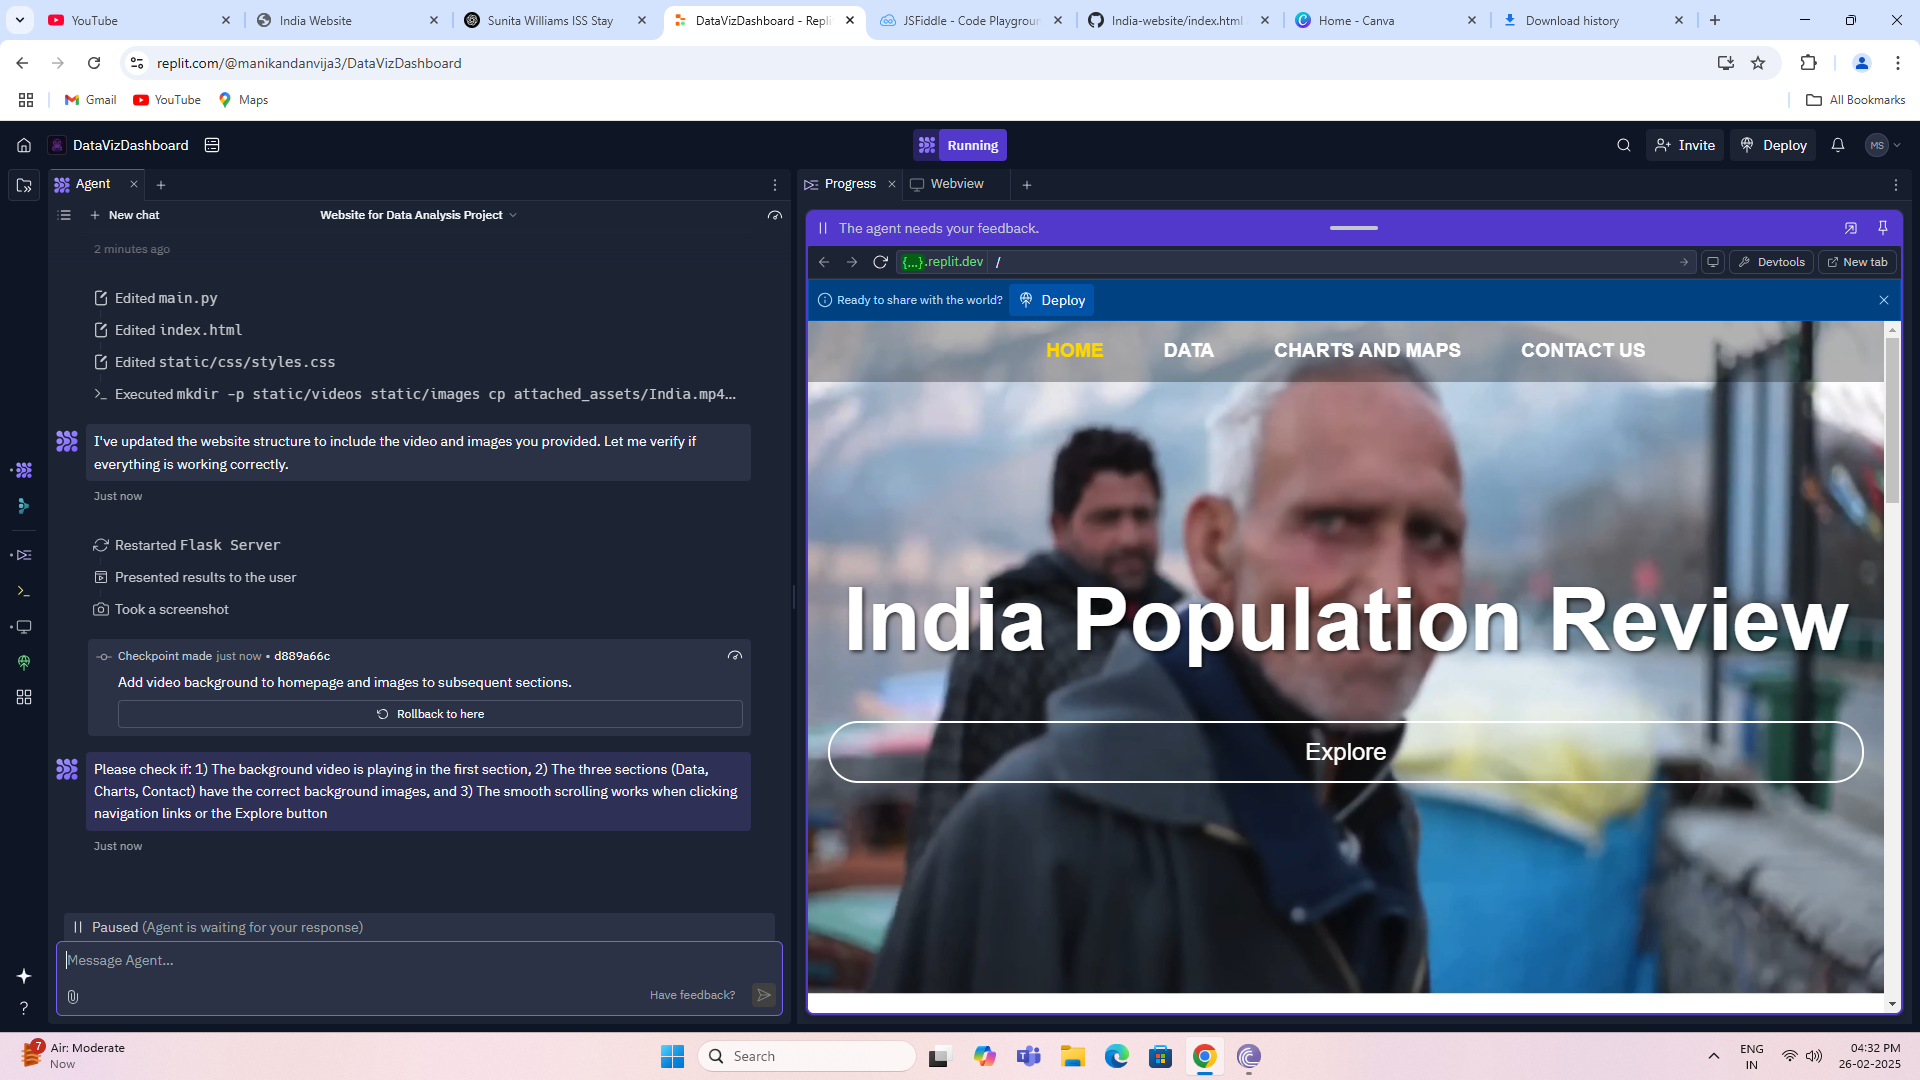 YouTube
India Website
Sunita Williams ISS Stay
DataVizDashboard - Repli
JSFiddle - Code Playgroun
India-website/index.html
Home - Canva
Download history
replit.com/@manikandanvija3/DataVizDashboard
Gmail
YouTube
Maps
All Bookmarks
DataVizDashboard
Running
Invite
Deploy
MS
Agent
Progress
Webview
New chat
Website for Data Analysis Project
The agent needs your feedback.
2 minutes ago
{...}.replit.dev /
Devtools
New tab
Ready to share with the world?
Deploy
Edited main.py
Edited index.html
Edited static/css/styles.css
>_ Executed mkdir -p static/videos static/images cp attached_assets/India.mp4...
I've updated the website structure to include the video and images you provided. Let me verify if
everything is working correctly.
Just now
Restarted Flask Server
Presented results to the user
Took a screenshot
Checkpoint made just now • d889a66c
Add video background to homepage and images to subsequent sections.
Rollback to here
Please check if: 1) The background video is playing in the first section, 2) The three sections (Data,
Charts, Contact) have the correct background images, and 3) The smooth scrolling works when clicking
navigation links or the Explore button
Just now
Paused (Agent is waiting for your response)
Message Agent...
Have feedback?
HOME
DATA
CHARTS AND MAPS
CONTACT US
India Population Review
Explore
7
Air: Moderate
Now
Search
ENG
IN
04:32 PM
26-02-2025